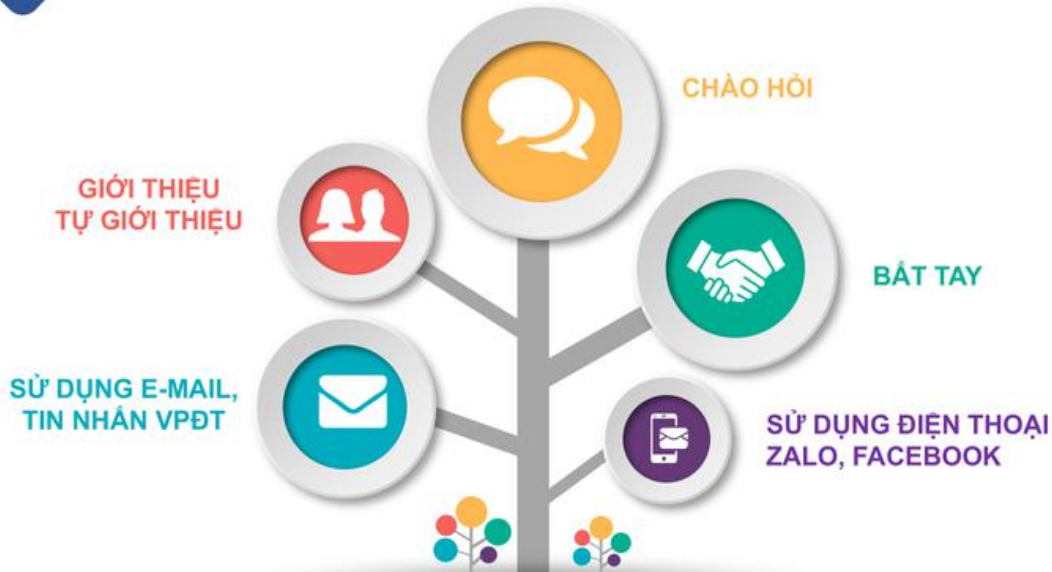 CHÀO HỎI
GIỚI THIỆU
TỰ GIỚI THIỆU
BẮT TAY
SỬ DỤNG E-MAIL,
TIN NHẮN VPĐT
SỬ DỤNG ĐIỆN THOẠI
ZALO, FACEBOOK